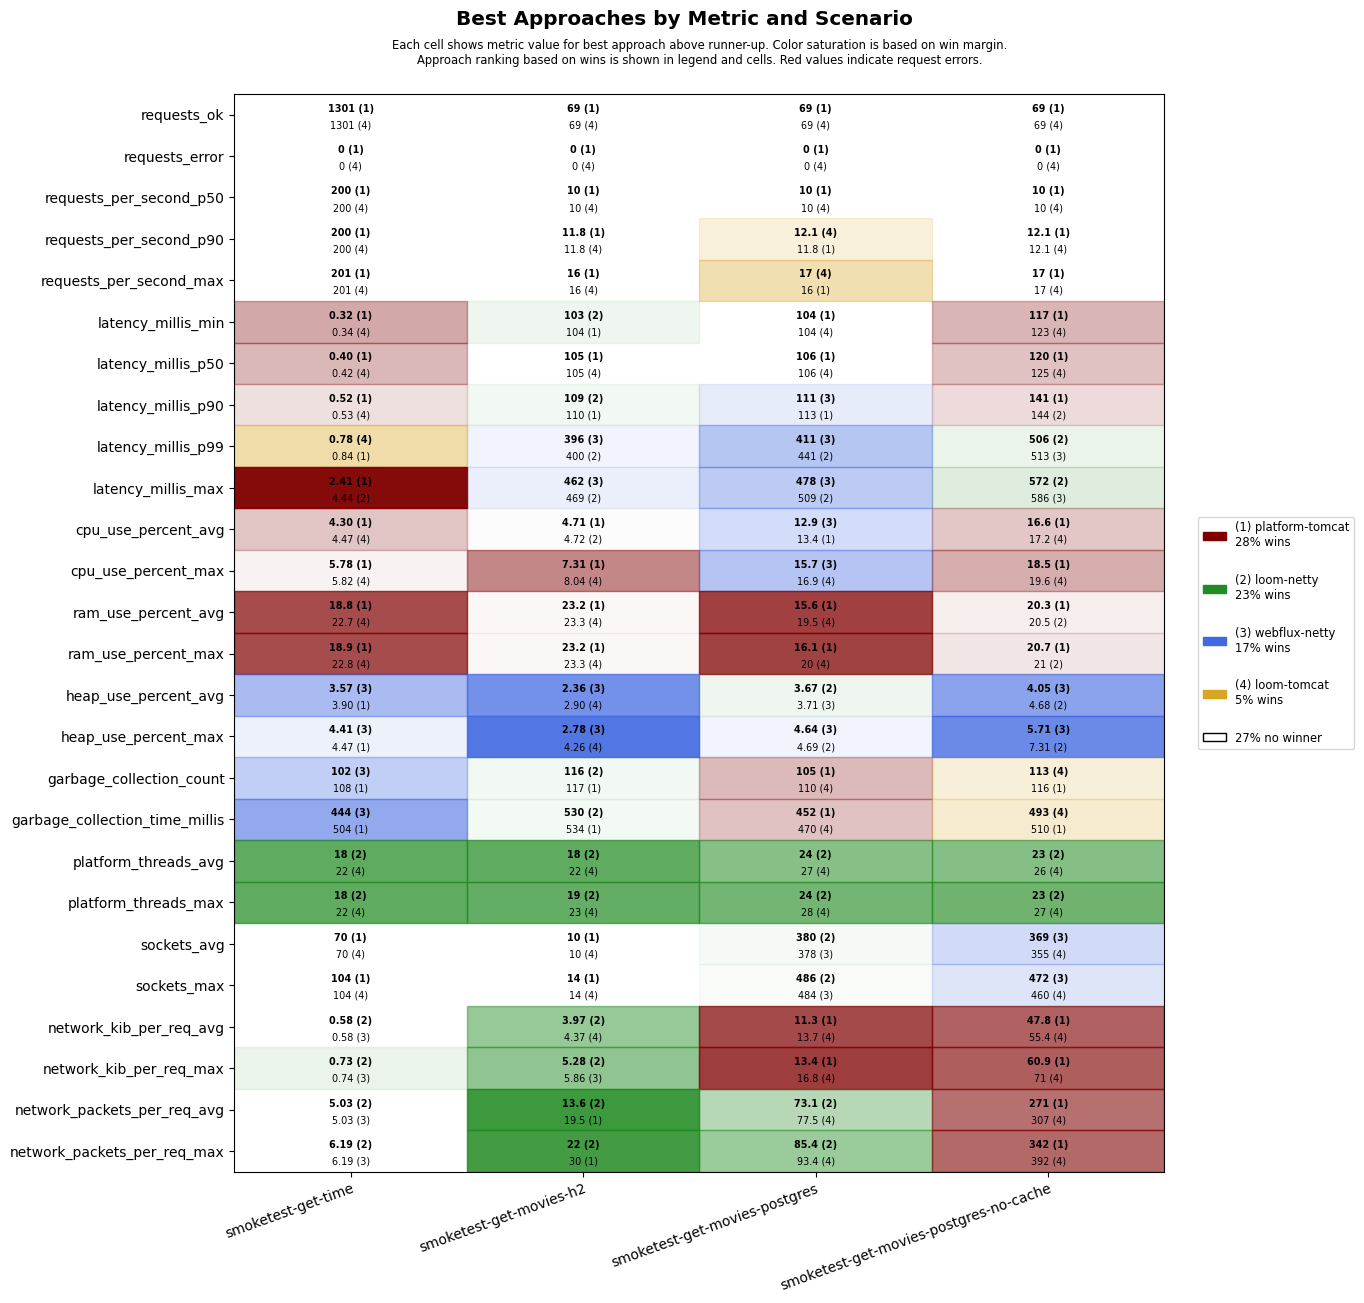 Best Approaches by Metric and Scenario
Each cell shows metric value for best approach above runner-up. Color saturation is based on win margin.
Approach ranking based on wins is shown in legend and cells. Red values indicate request errors.
requests_ok
1301 (1) 69 (1) 69 (1) 69 (1)
1301 (4) 69 (4) 69 (4) 69 (4)
requests_error
0 (1) 0 (1) 0 (1) 0 (1)
0 (4) 0 (4) 0 (4) 0 (4)
requests_per_second_p50
200 (1) 10 (1) 10 (1) 10 (1)
200 (4) 10 (4) 10 (4) 10 (4)
requests_per_second_p90
200 (1) 11.8 (1) 12.1 (4) 12.1 (1)
200 (4) 11.8 (4) 11.8 (1) 12.1 (4)
requests_per_second_max
201 (1) 16 (1) 17 (4) 17 (1)
201 (4) 16 (4) 16 (1) 17 (4)
latency_millis_min
0.32 (1) 103 (2) 104 (1) 117 (1)
0.34 (4) 104 (1) 104 (4) 123 (4)
latency_millis_p50
0.40 (1) 105 (1) 106 (1) 120 (1)
0.42 (4) 105 (4) 106 (4) 125 (4)
latency_millis_p90
0.52 (1) 109 (2) 111 (3) 141 (1)
0.53 (4) 110 (1) 113 (1) 144 (2)
latency_millis_p99
0.78 (4) 396 (3) 411 (3) 506 (2)
0.84 (1) 400 (2) 441 (2) 513 (3)
latency_millis_max
2.41 (1) 462 (3) 478 (3) 572 (2)
4.44 (2) 469 (2) 509 (2) 586 (3)
cpu_use_percent_avg
4.30 (1) 4.71 (1) 12.9 (3) 16.6 (1)
4.47 (4) 4.72 (2) 13.4 (1) 17.2 (4)
cpu_use_percent_max
5.78 (1) 7.31 (1) 15.7 (3) 18.5 (1)
5.82 (4) 8.04 (4) 16.9 (4) 19.6 (4)
ram_use_percent_avg
18.8 (1) 23.2 (1) 15.6 (1) 20.3 (1)
22.7 (4) 23.3 (4) 19.5 (4) 20.5 (2)
ram_use_percent_max
18.9 (1) 23.2 (1) 16.1 (1) 20.7 (1)
22.8 (4) 23.3 (4) 20 (4) 21 (2)
heap_use_percent_avg
3.57 (3) 2.36 (3) 3.67 (2) 4.05 (3)
3.90 (1) 2.90 (4) 3.71 (3) 4.68 (2)
heap_use_percent_max
4.41 (3) 2.78 (3) 4.64 (3) 5.71 (3)
4.47 (1) 4.26 (4) 4.69 (2) 7.31 (2)
garbage_collection_count
102 (3) 116 (2) 105 (1) 113 (4)
108 (1) 117 (1) 110 (4) 116 (1)
garbage_collection_time_millis
444 (3) 530 (2) 452 (1) 493 (4)
504 (1) 534 (1) 470 (4) 510 (1)
platform_threads_avg
18 (2) 18 (2) 24 (2) 23 (2)
22 (4) 22 (4) 27 (4) 26 (4)
platform_threads_max
18 (2) 19 (2) 24 (2) 23 (2)
22 (4) 23 (4) 28 (4) 27 (4)
sockets_avg
70 (1) 10 (1) 380 (2) 369 (3)
70 (4) 10 (4) 378 (3) 355 (4)
sockets_max
104 (1) 14 (1) 486 (2) 472 (3)
104 (4) 14 (4) 484 (3) 460 (4)
network_kib_per_req_avg
0.58 (2) 3.97 (2) 11.3 (1) 47.8 (1)
0.58 (3) 4.37 (4) 13.7 (4) 55.4 (4)
network_kib_per_req_max
0.73 (2) 5.28 (2) 13.4 (1) 60.9 (1)
0.74 (3) 5.86 (3) 16.8 (4) 71 (4)
network_packets_per_req_avg
5.03 (2) 13.6 (2) 73.1 (2) 271 (1)
5.03 (3) 19.5 (1) 77.5 (4) 307 (4)
network_packets_per_req_max
6.19 (2) 22 (2) 85.4 (2) 342 (1)
6.19 (3) 30 (1) 93.4 (4) 392 (4)
smoketest-get-time
smoketest-get-movies-h2
smoketest-get-movies-postgres
smoketest-get-movies-postgres-no-cache
(1) platform-tomcat
28% wins
(2) loom-netty
23% wins
(3) webflux-netty
17% wins
(4) loom-tomcat
5% wins
27% no winner